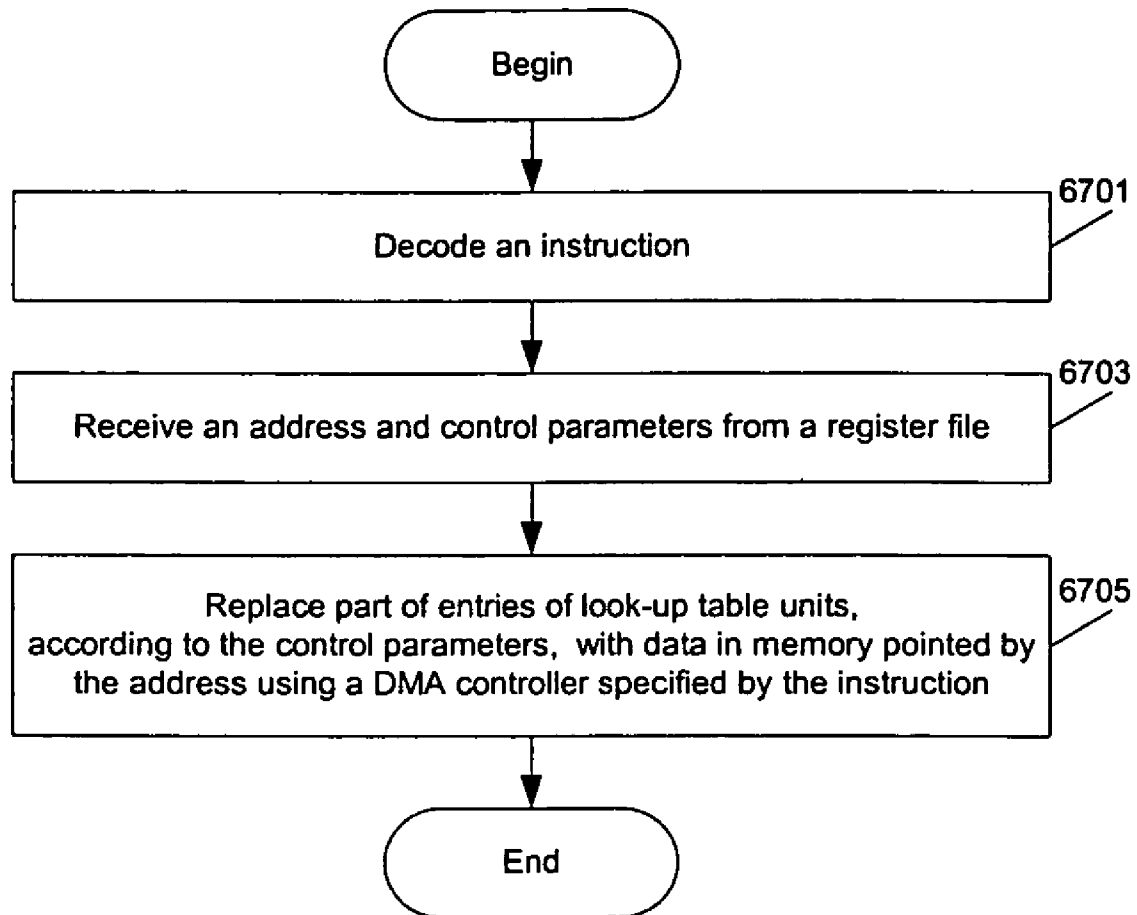 Begin
6701
Decode an instruction
6703
Receive an address and control parameters from a register file
6705
Replace part of entries of look-up table units,
according to the control parameters, with data in memory pointed by
the address using a DMA controller specified by the instruction
End